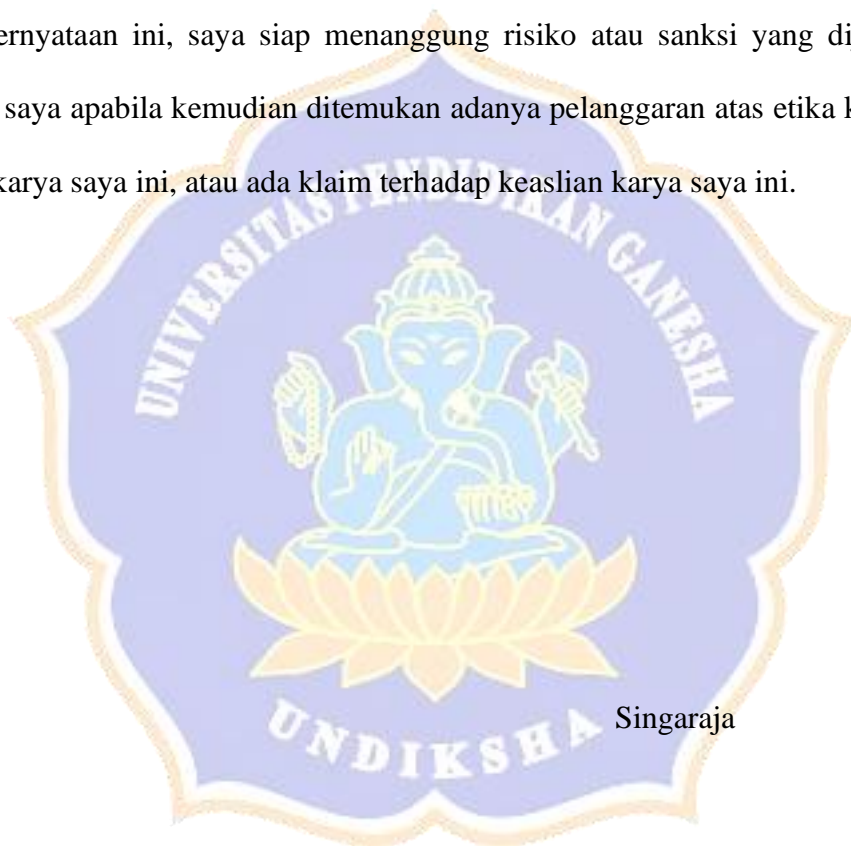 ernyataan ini, saya siap menanggung risiko atau sanksi yang di
saya apabila kemudian ditemukan adanya pelanggaran atas etika k
karya saya ini, atau ada klaim terhadap keaslian karya saya ini.
UNIVERSITAS PENDIDIKAN GANESHA
Singaraja
UNDIKSHA